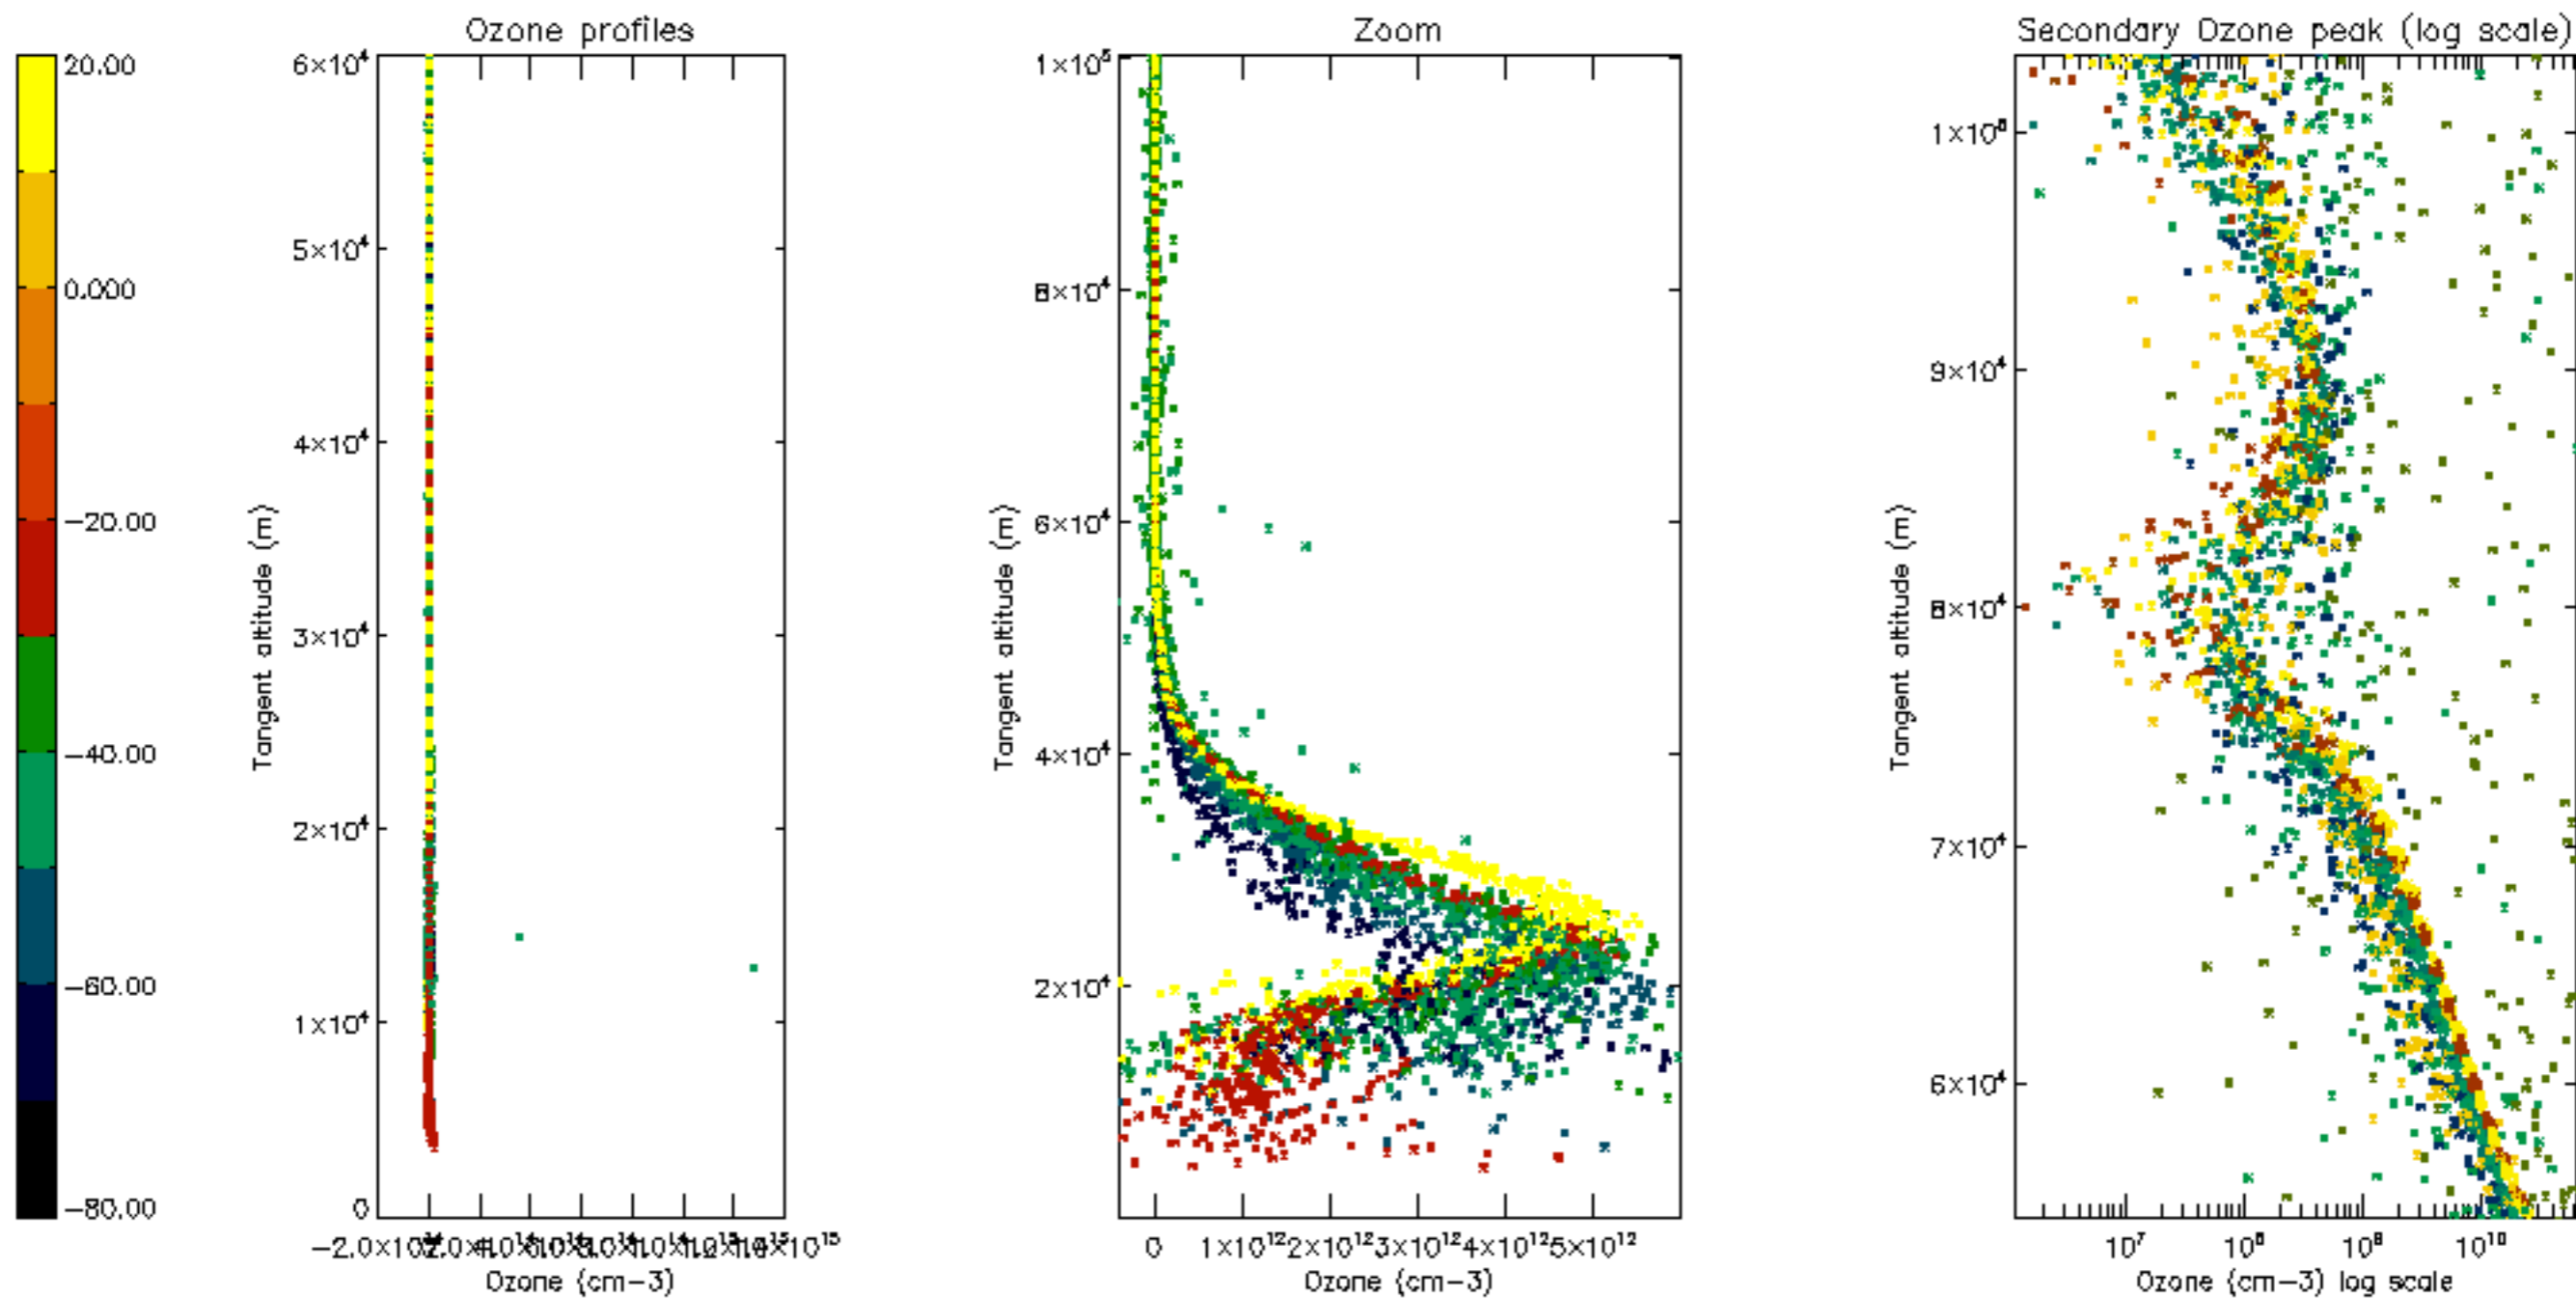 Ozone profiles
Zoom
Secondary Ozone peak (log scale)
20.00
0.000
−20.00
−40.00
−60.00
−80.00
Tangent altitude (m)
6×10⁴
5×10⁴
4×10⁴
3×10⁴
2×10⁴
1×10⁴
0
Ozone (cm−3)
Tangent altitude (m)
1×10⁵
8×10⁴
6×10⁴
4×10⁴
2×10⁴
0 1×10¹² 2×10¹² 3×10¹² 4×10¹² 5×10¹²
Ozone (cm−3)
Tangent altitude (m)
9×10⁴
8×10⁴
7×10⁴
6×10⁴
10⁷ 10⁸ 10⁹ 10¹⁰
Ozone (cm−3) log scale